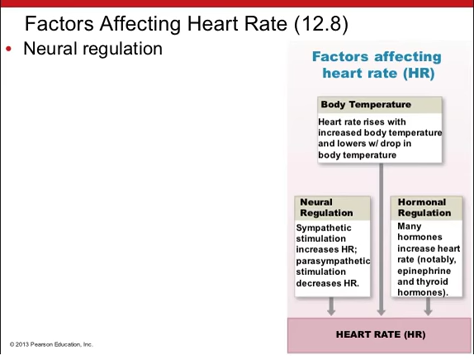 Factors Affecting Heart Rate (12.8)
• Neural regulation
Factors affecting
heart rate (HR)
Body Temperature
Heart rate rises with
increased body temperature
and lowers w/ drop in
body temperature
Neural
Regulation
Sympathetic
stimulation
increases HR;
parasympathetic
stimulation
decreases HR.
Hormonal
Regulation
Many
hormones
increase heart
rate (notably,
epinephrine
and thyroid
hormones).
HEART RATE (HR)
© 2013 Pearson Education, Inc.